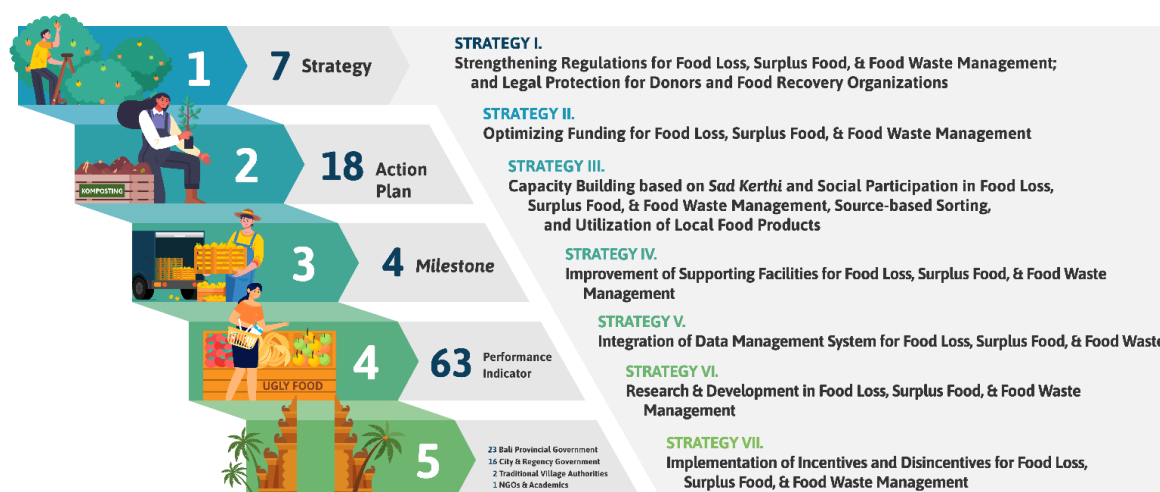 1
7 Strategy
KOMPOSTING
2
18 Action
Plan
3
4 Milestone
UGLY FOOD
4
63 Performance
Indicator
5
23 Bali Provincial Government
16 City & Regency Government
2 Traditional Village Authorities
1 NGOs & Academics
STRATEGY I.
Strengthening Regulations for Food Loss, Surplus Food, & Food Waste Management;
and Legal Protection for Donors and Food Recovery Organizations
STRATEGY II.
Optimizing Funding for Food Loss, Surplus Food, & Food Waste Management
STRATEGY III.
Capacity Building based on Sad Kerthi and Social Participation in Food Loss,
Surplus Food, & Food Waste Management, Source-based Sorting,
and Utilization of Local Food Products
STRATEGY IV.
Improvement of Supporting Facilities for Food Loss, Surplus Food, & Food Waste
Management
STRATEGY V.
Integration of Data Management System for Food Loss, Surplus Food, & Food Waste
STRATEGY VI.
Research & Development in Food Loss, Surplus Food, & Food Waste
Management
STRATEGY VII.
Implementation of Incentives and Disincentives for Food Loss,
Surplus Food, & Food Waste Management